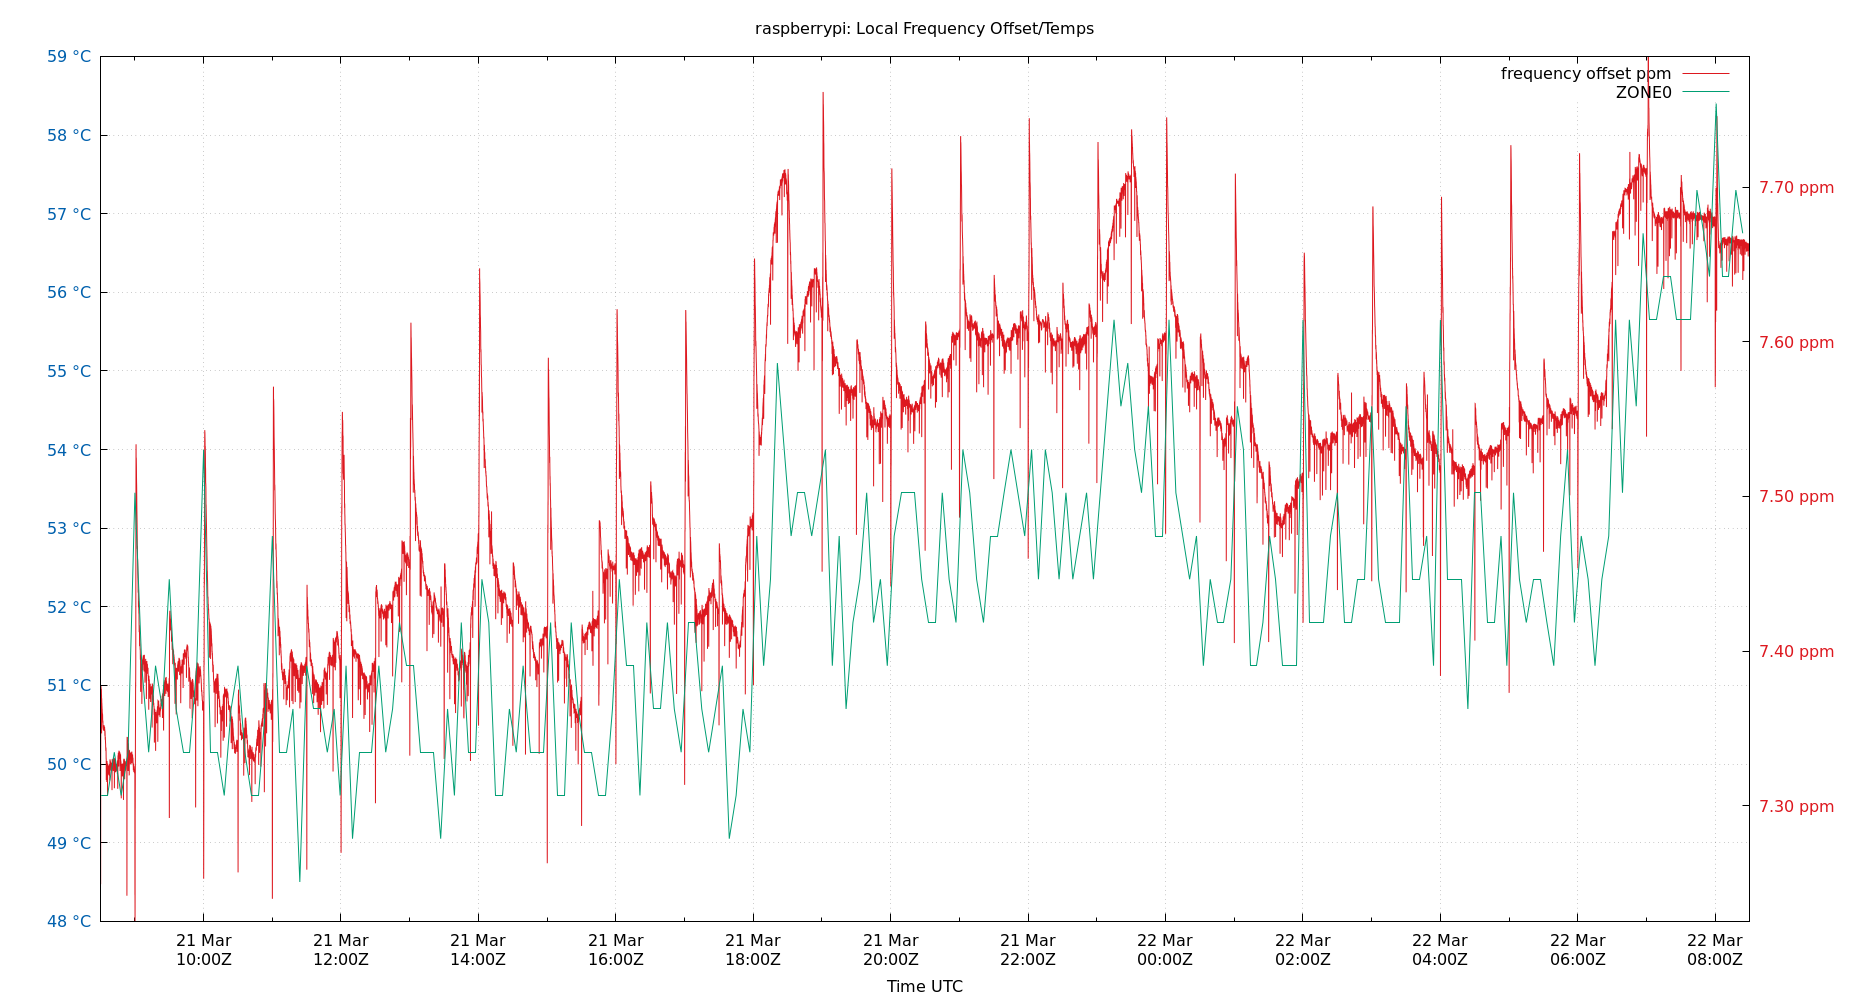 raspberrypi: Local Frequency Offset/Temps
59 °C
58 °C
57 °C
56 °C
55 °C
54 °C
53 °C
52 °C
51 °C
50 °C
49 °C
48 °C
frequency offset ppm
ZONE0
7.70 ppm
7.60 ppm
7.50 ppm
7.40 ppm
7.30 ppm
21 Mar
10:00Z
21 Mar
12:00Z
21 Mar
14:00Z
21 Mar
16:00Z
21 Mar
18:00Z
21 Mar
20:00Z
21 Mar
22:00Z
22 Mar
00:00Z
22 Mar
02:00Z
22 Mar
04:00Z
22 Mar
06:00Z
22 Mar
08:00Z
Time UTC